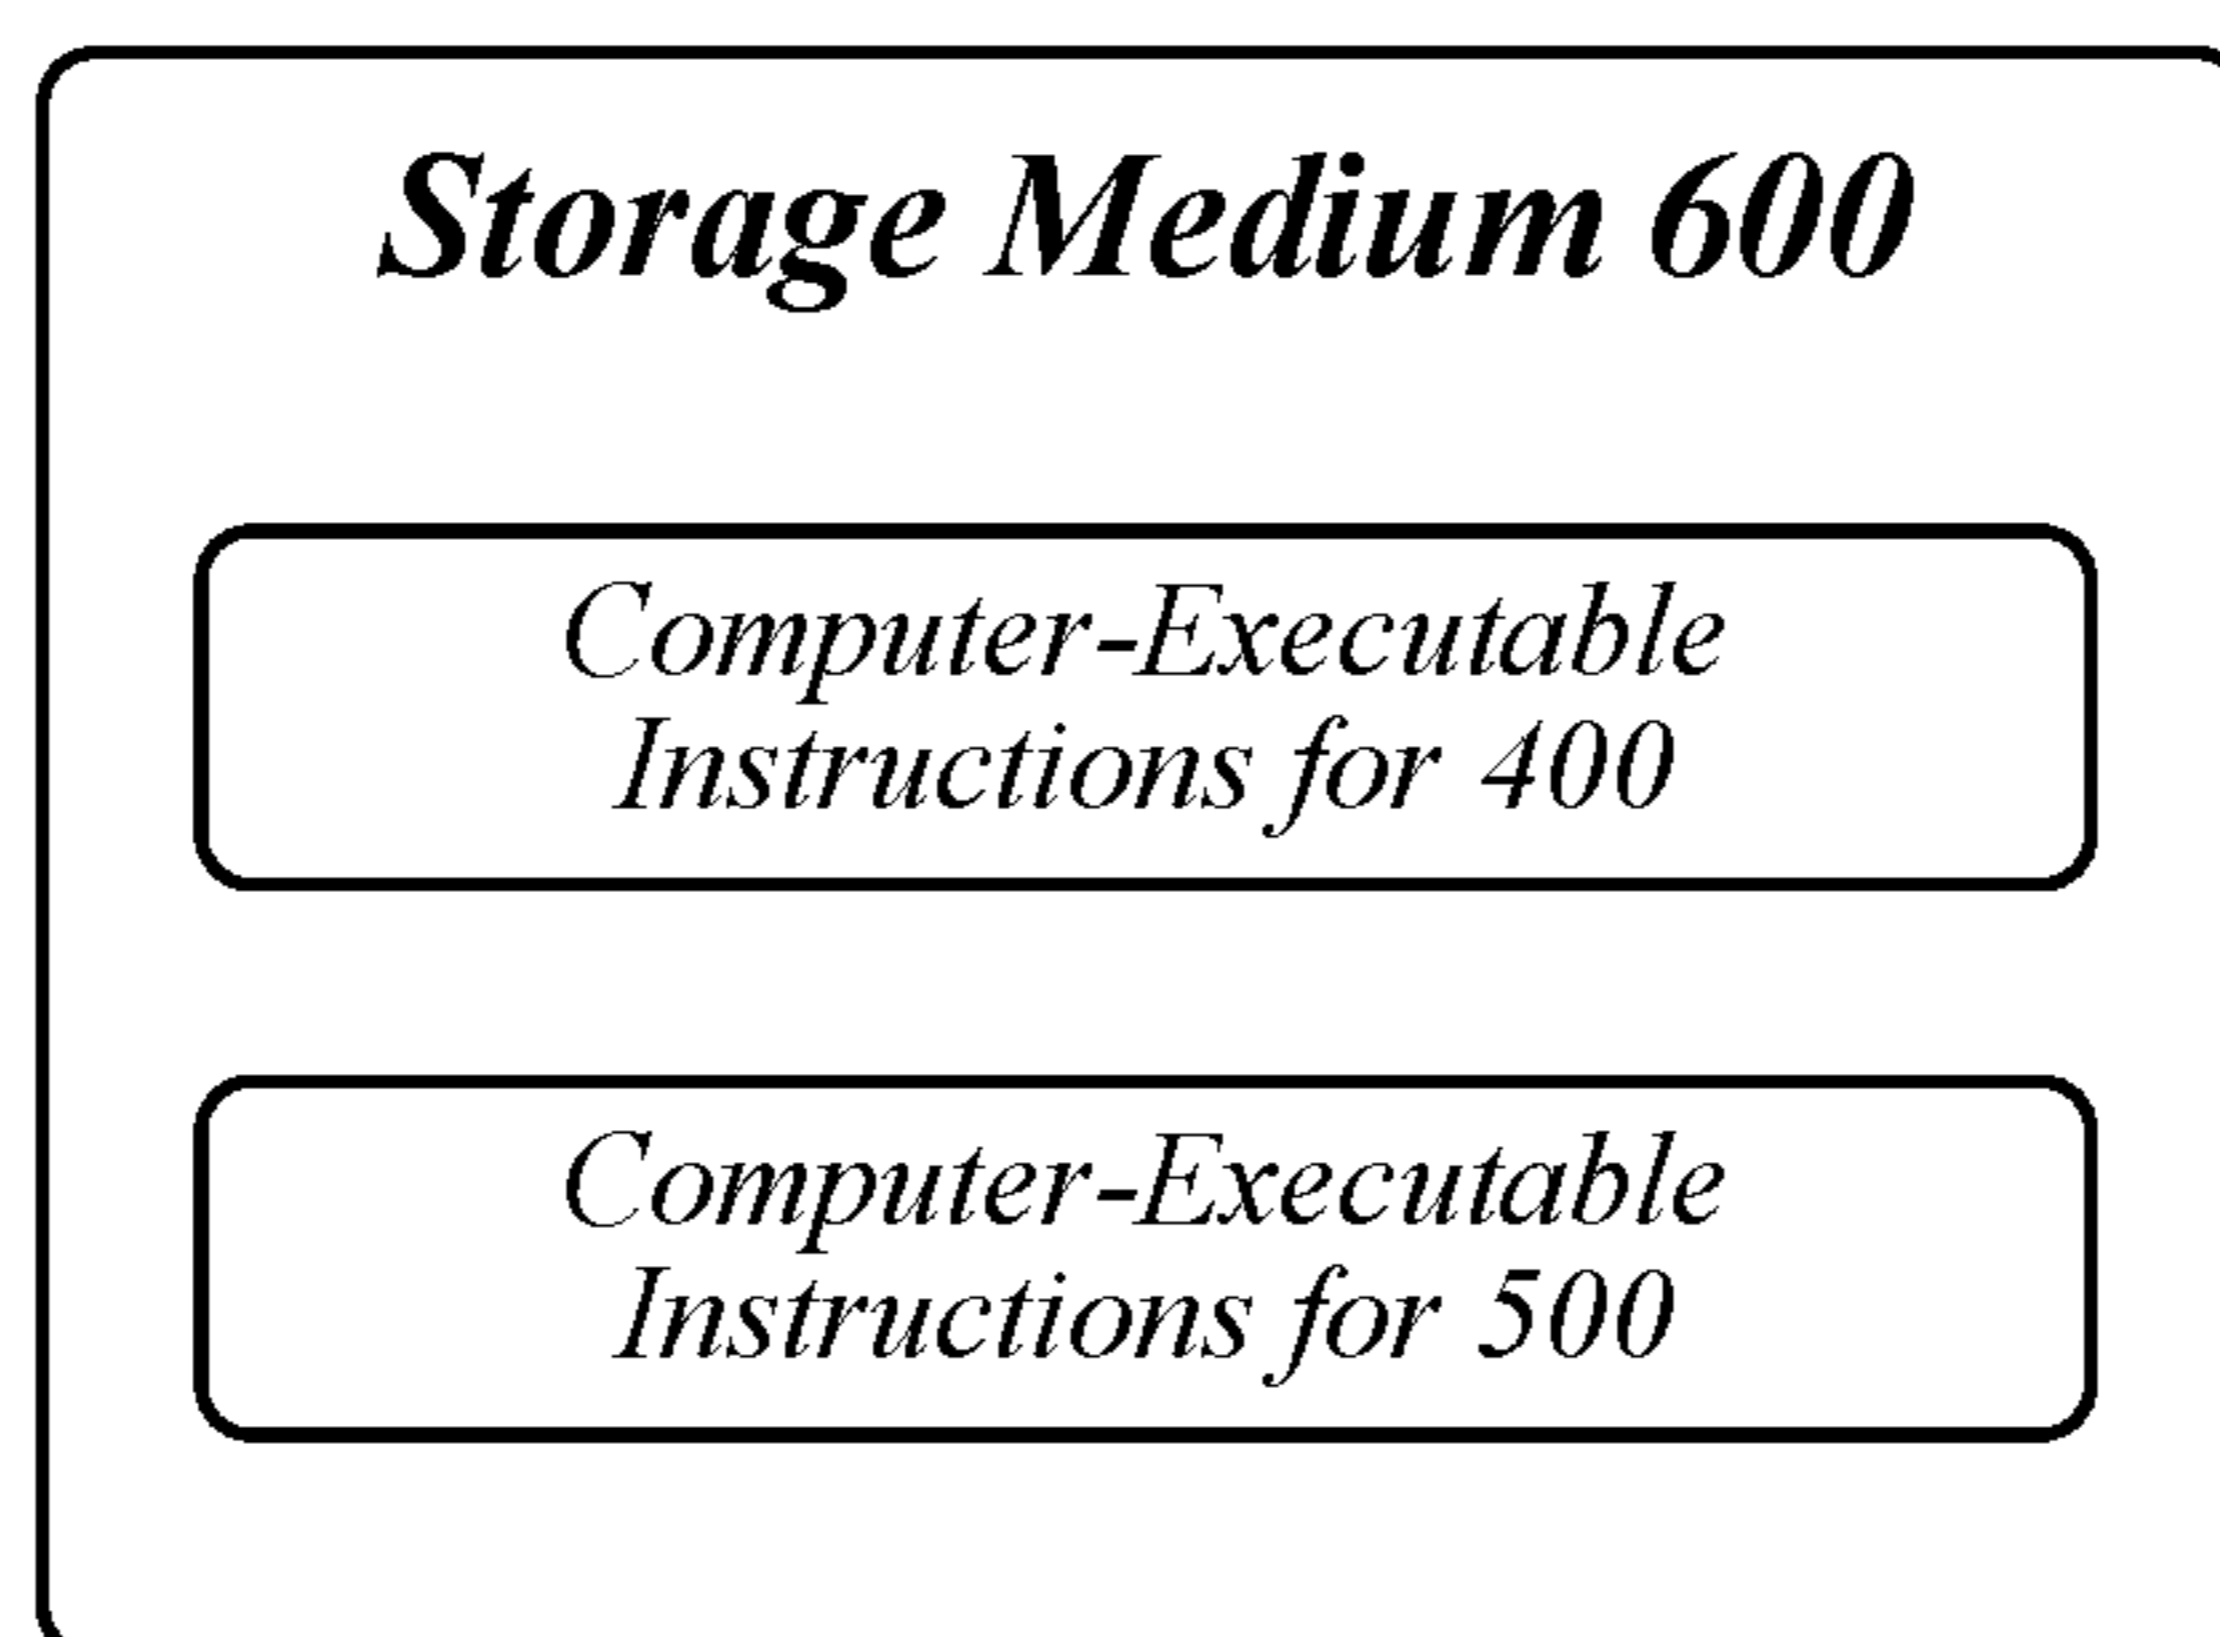 Storage Medium 600
Computer-Executable
Instructions for 400
Computer-Executable
Instructions for 500